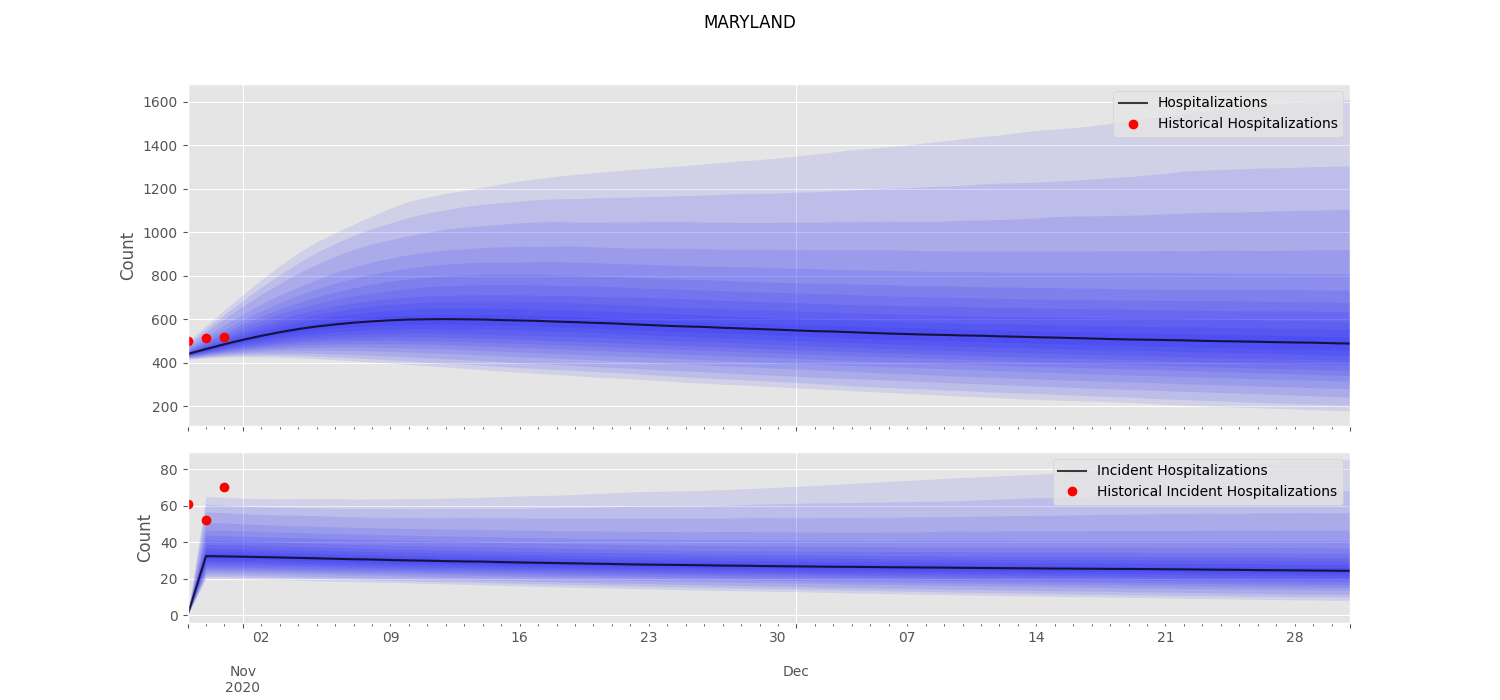 MARYLAND
1600
1400
1200
1000
800
600
400
200
Count
Hospitalizations
Historical Hospitalizations
80
60
40
20
0
Count
Incident Hospitalizations
Historical Incident Hospitalizations
02 09 16 23 30 07 14 21 28
Nov Dec
2020